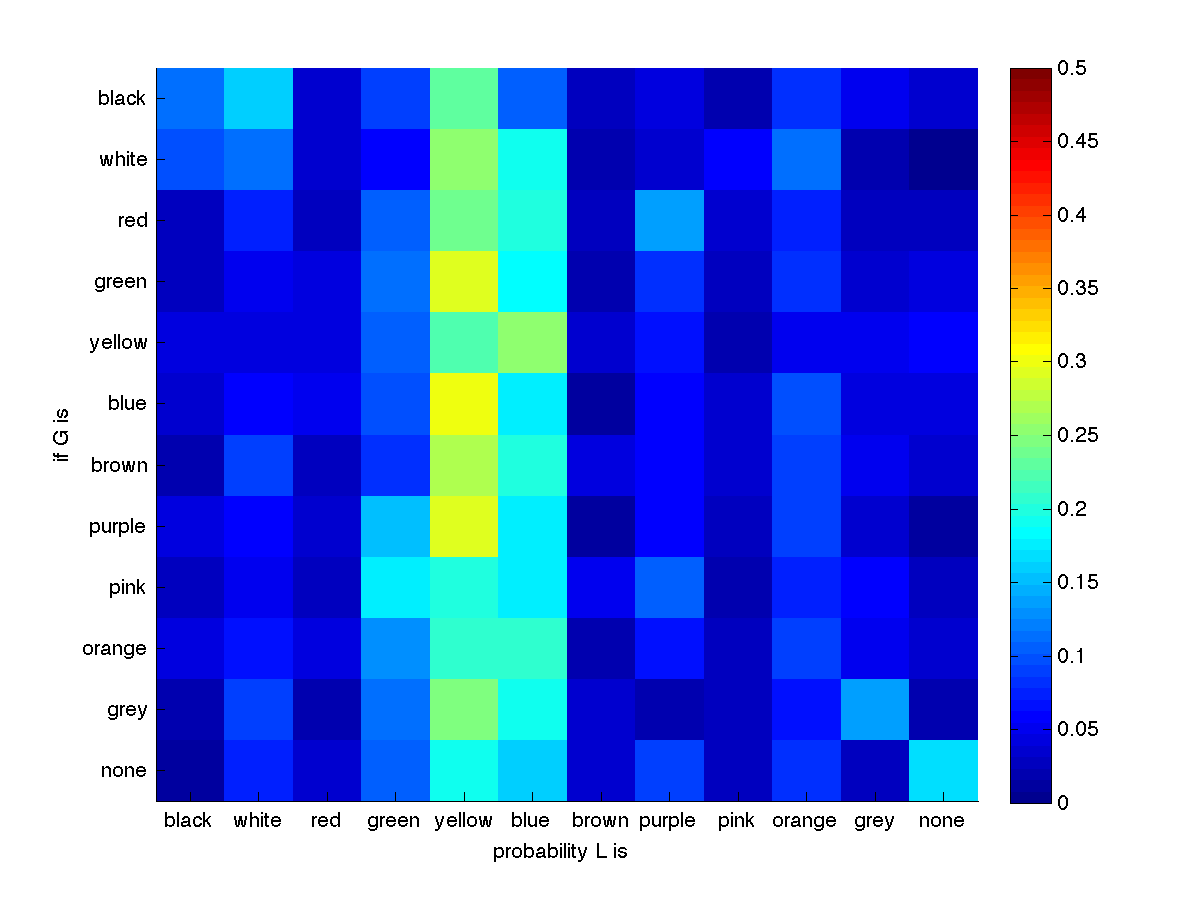 black
white
red
green
yellow
blue
brown
purple
pink
orange
grey
none
if G is
black white red green yellow blue brown purple pink orange grey none
probability L is
0.5
0.45
0.4
0.35
0.3
0.25
0.2
0.15
0.1
0.05
0